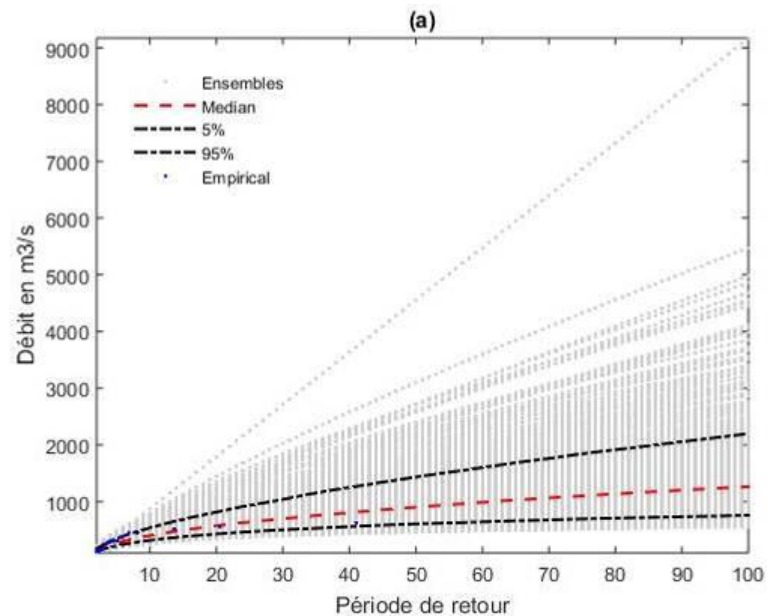 (a)
9000
8000
7000
6000
5000
4000
3000
2000
1000
Débit en m3/s
Ensembles
Median
5%
95%
Empirical
10 20 30 40 50 60 70 80 90 100
Période de retour